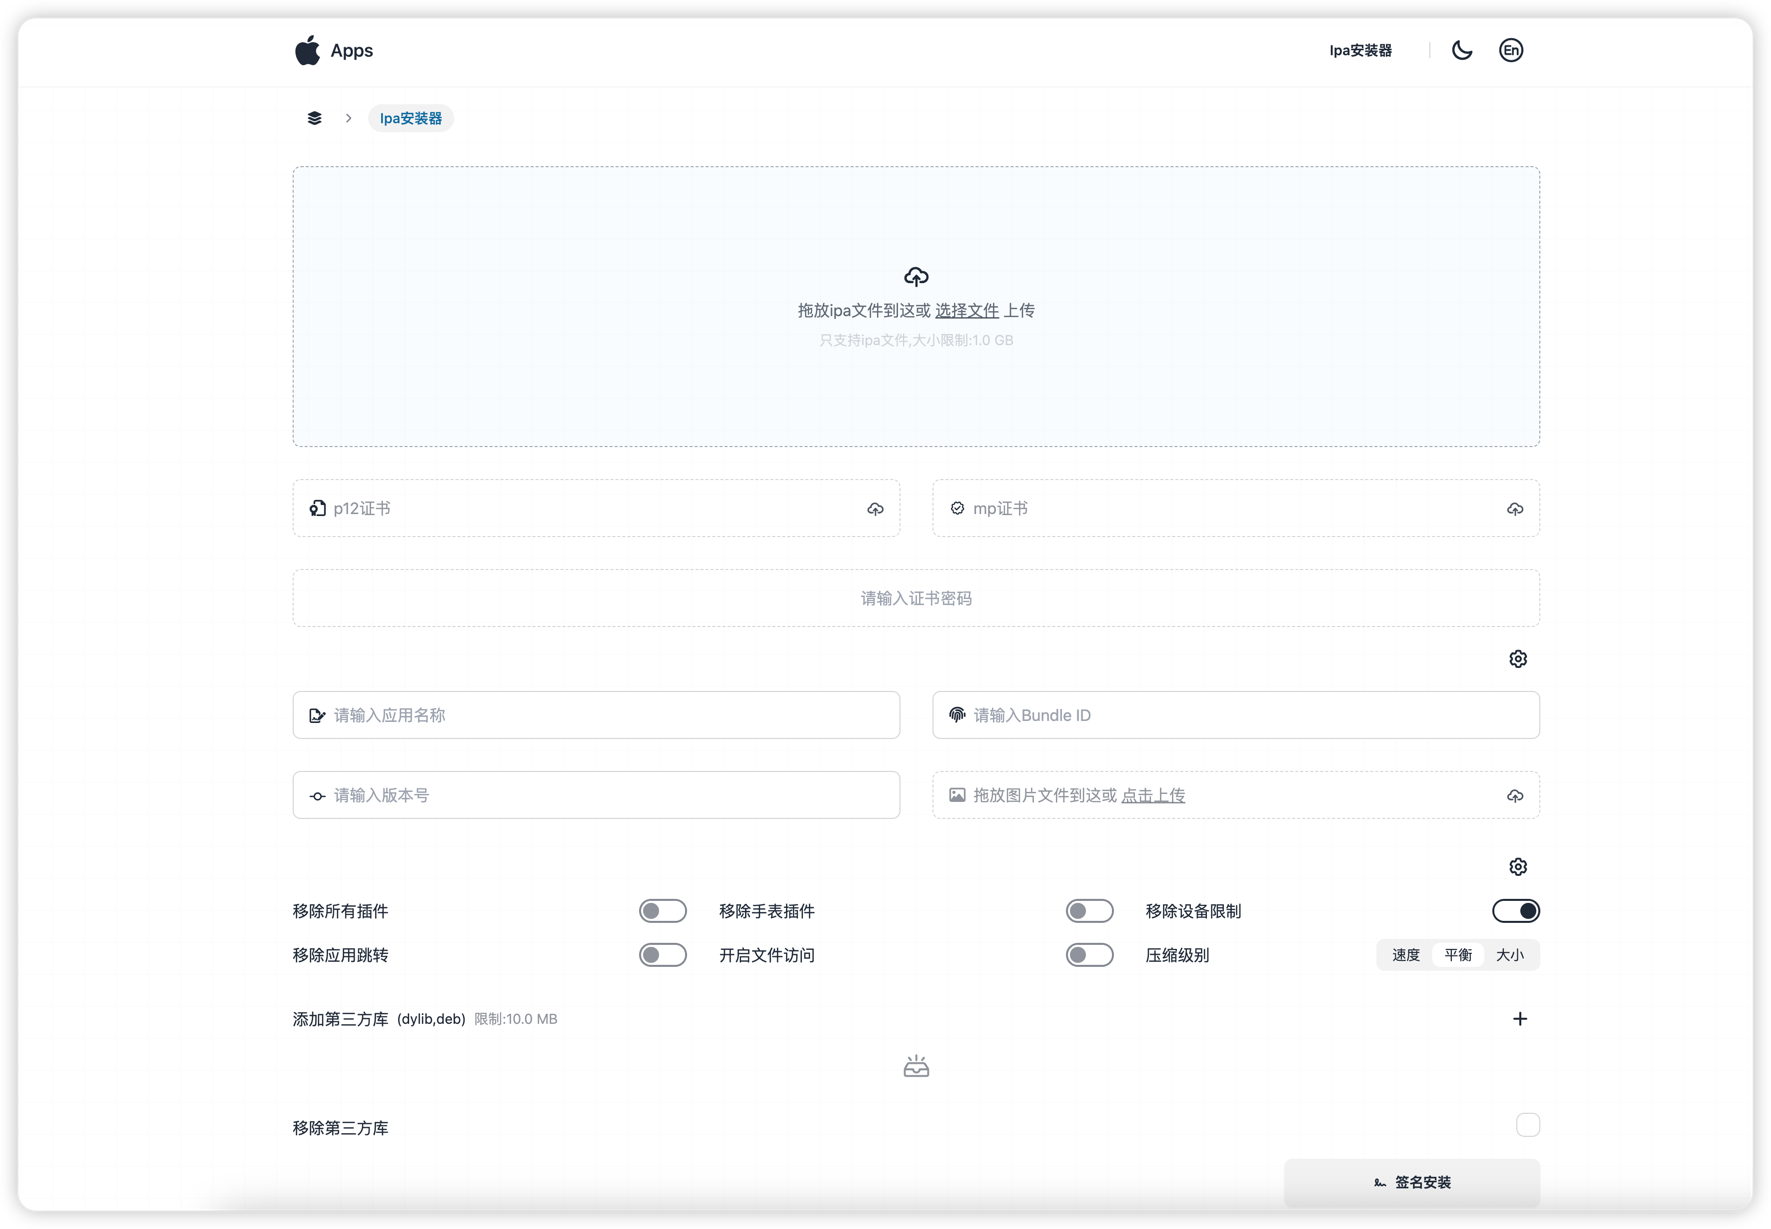 Apps
Ipa安装器
En
Ipa安装器
拖放ipa文件到这或 选择文件 上传
只支持ipa文件,大小限制:1.0 GB
p12证书
mp证书
请输入证书密码
请输入应用名称
请输入Bundle ID
请输入版本号
拖放图片文件到这或 点击上传
移除所有插件
移除手表插件
移除设备限制
移除应用跳转
开启文件访问
压缩级别
速度 平衡 大小
添加第三方库 (dylib,deb) 限制:10.0 MB
移除第三方库
签名安装